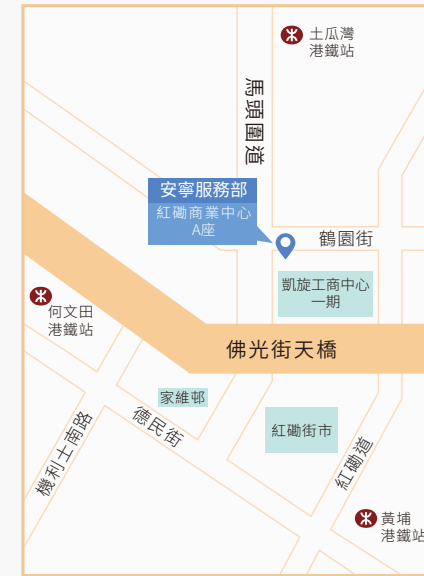 土瓜灣
港鐵站
馬頭圍道
安寧服務部
紅磡商業中心
A座
鶴園街
凱旋工商中心
一期
何文田
港鐵站
佛光街天橋
家維邨
德民街
紅磡街市
機利士南路
紅磡道
黃埔
港鐵站